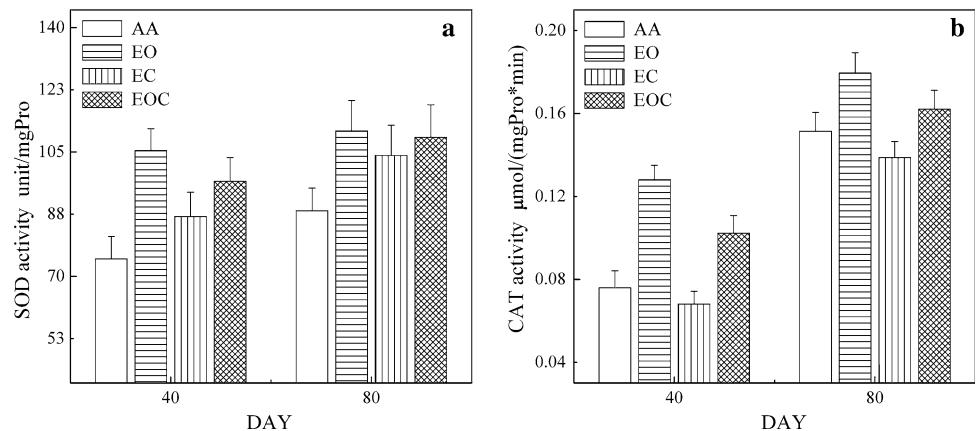 a
AA
EO
EC
EOC
140
123
105
88
70
53
SOD activity unit/mgPro
40
80
DAY
b
AA
EO
EC
EOC
0.20
0.16
0.12
0.08
0.04
CAT activity μmol/(mgPro*min)
40
80
DAY